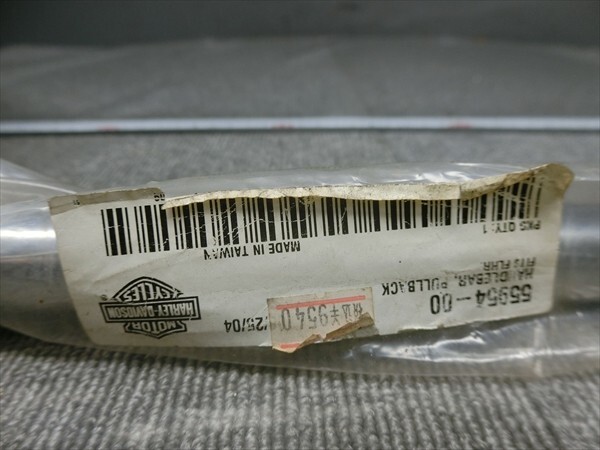 55954-00
HANDLEBAR, PULLBACK
FITS FLHR
PKG QTY: 1
MADE IN TAIWAN
/25/04
税込¥9540
MOTOR
HARLEY-DAVIDSON
CYCLES
®